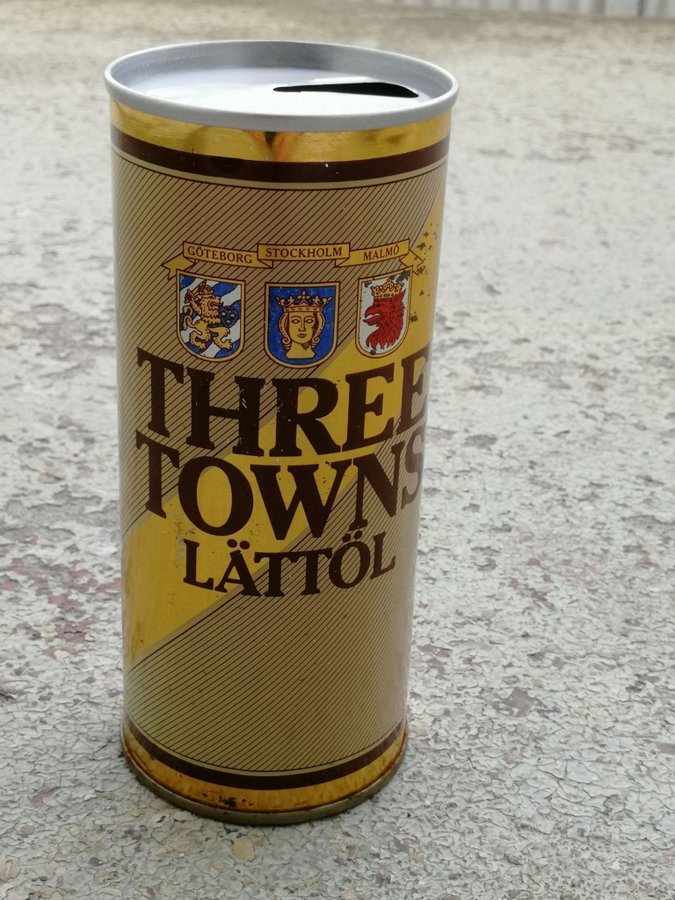 GÖTEBORG STOCKHOLM MALMÖ
THREE
TOWNS
LÄTTÖL